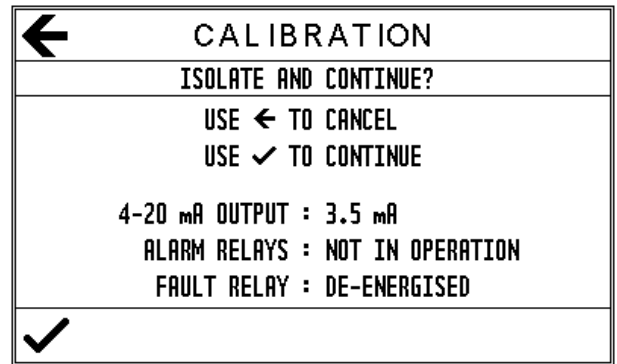 CALIBRATION
ISOLATE AND CONTINUE?
USE ← TO CANCEL
USE ✓ TO CONTINUE
4-20 mA OUTPUT : 3.5 mA
ALARM RELAYS : NOT IN OPERATION
FAULT RELAY : DE-ENERGISED